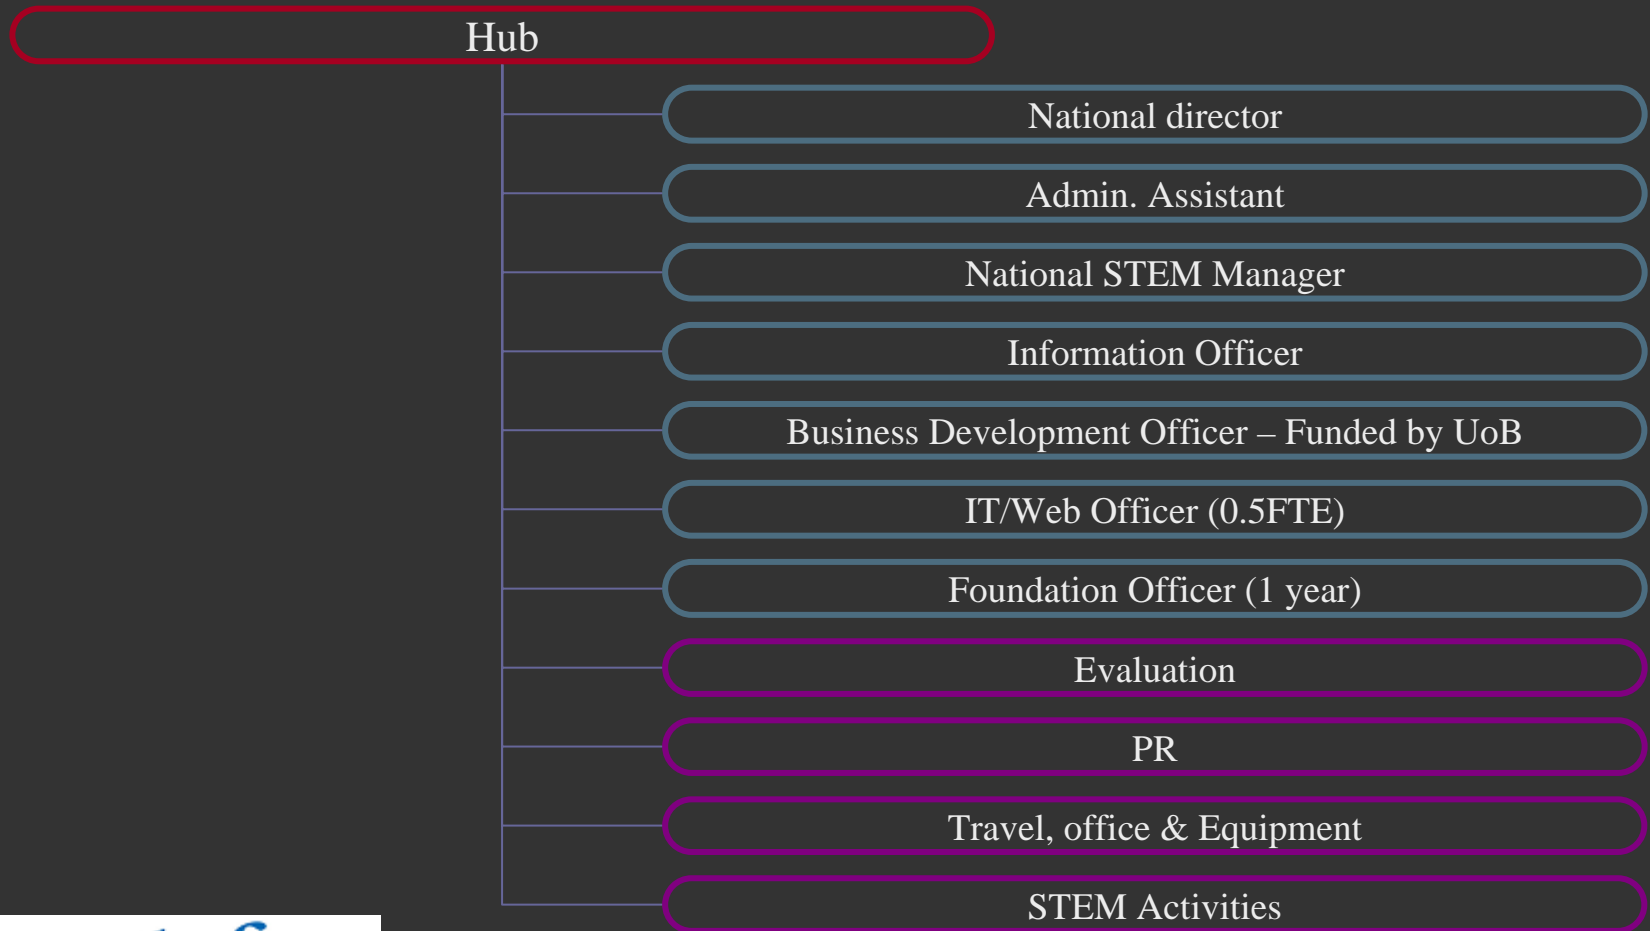 Hub
National director
Admin. Assistant
National STEM Manager
Information Officer
Business Development Officer – Funded by UoB
IT/Web Officer (0.5FTE)
Foundation Officer (1 year)
Evaluation
PR
Travel, office & Equipment
STEM Activities